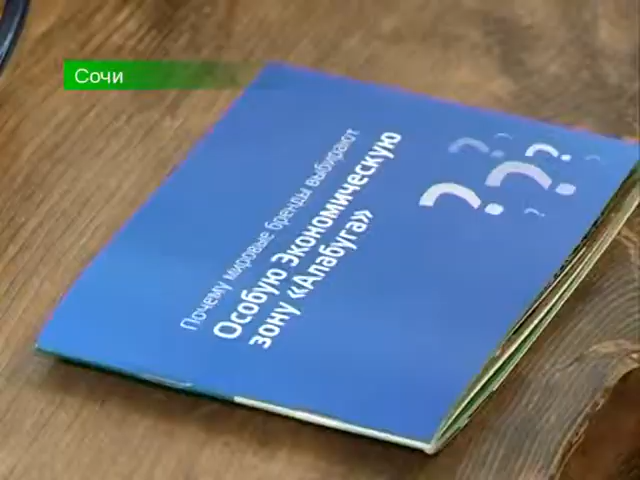 Сочи
Почему мировые бренды выбирают
Особую Экономическую
зону «Алабуга»
? ? ? ? ? ? ?